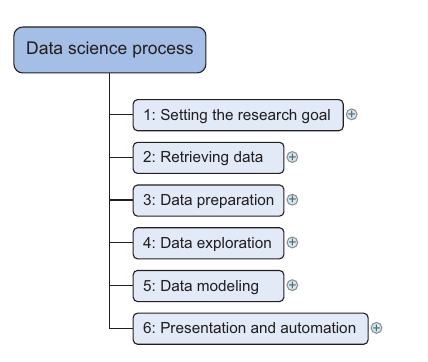 Data science process
1: Setting the research goal
2: Retrieving data
3: Data preparation
4: Data exploration
5: Data modeling
6: Presentation and automation